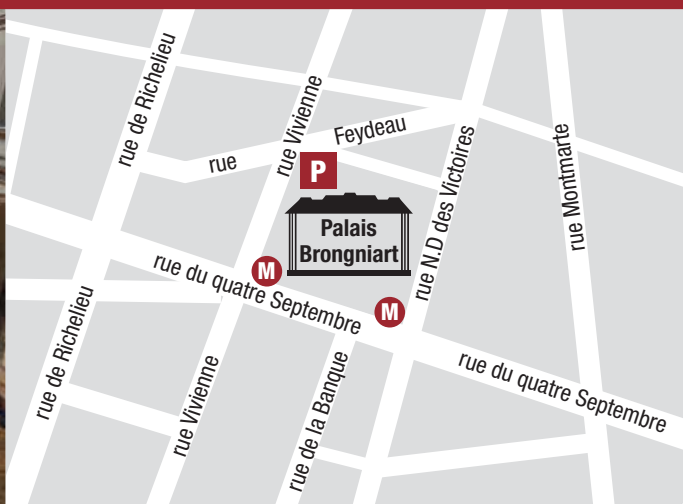 rue de Richelieu
rue Vivienne
rue Feydeau
rue N.D des Victoires
rue Montmarte
P
Palais
Brongniart
M
rue du quatre Septembre
M
rue de Richelieu
rue Vivienne
rue de la Banque
rue du quatre Septembre